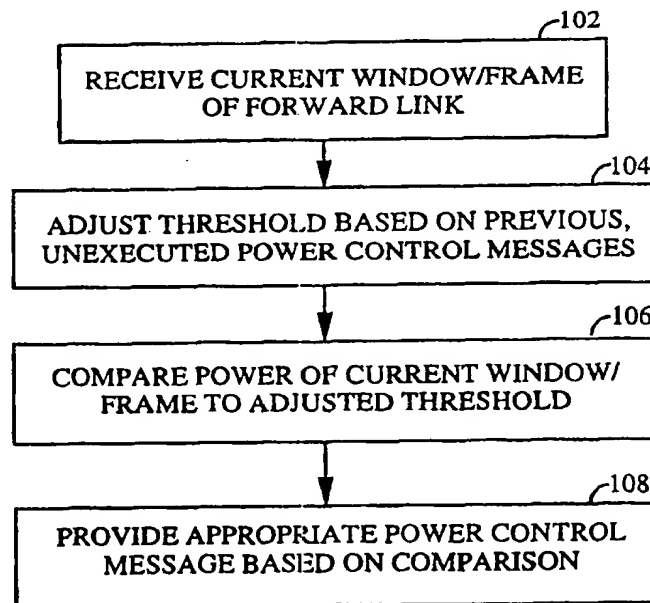 102
RECEIVE CURRENT WINDOW/FRAME
OF FORWARD LINK
104
ADJUST THRESHOLD BASED ON PREVIOUS,
UNEXECUTED POWER CONTROL MESSAGES
106
COMPARE POWER OF CURRENT WINDOW/
FRAME TO ADJUSTED THRESHOLD
108
PROVIDE APPROPRIATE POWER CONTROL
MESSAGE BASED ON COMPARISON